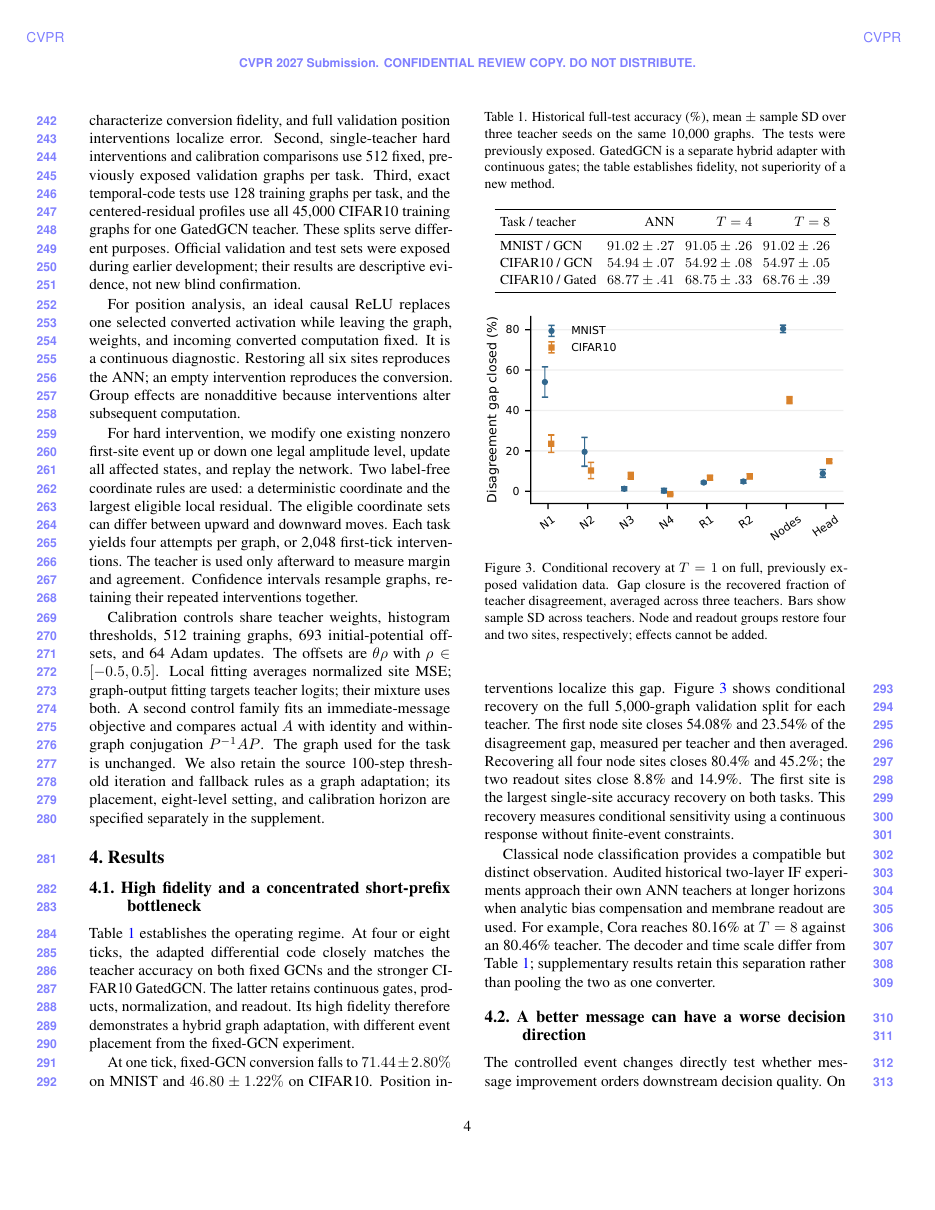 CVPR
CVPR
CVPR 2027 Submission. CONFIDENTIAL REVIEW COPY. DO NOT DISTRIBUTE.
242 characterize conversion fidelity, and full validation position
243 interventions localize error. Second, single-teacher hard
244 interventions and calibration comparisons use 512 fixed, pre-
245 viously exposed validation graphs per task. Third, exact
246 temporal-code tests use 128 training graphs per task, and the
247 centered-residual profiles use all 45,000 CIFAR10 training
248 graphs for one GatedGCN teacher. These splits serve differ-
249 ent purposes. Official validation and test sets were exposed
250 during earlier development; their results are descriptive evi-
251 dence, not new blind confirmation.
252 For position analysis, an ideal causal ReLU replaces
253 one selected converted activation while leaving the graph,
254 weights, and incoming converted computation fixed. It is
255 a continuous diagnostic. Restoring all six sites reproduces
256 the ANN; an empty intervention reproduces the conversion.
257 Group effects are nonadditive because interventions alter
258 subsequent computation.
259 For hard intervention, we modify one existing nonzero
260 first-site event up or down one legal amplitude level, update
261 all affected states, and replay the network. Two label-free
262 coordinate rules are used: a deterministic coordinate and the
263 largest eligible local residual. The eligible coordinate sets
264 can differ between upward and downward moves. Each task
265 yields four attempts per graph, or 2,048 first-tick interven-
266 tions. The teacher is used only afterward to measure margin
267 and agreement. Confidence intervals resample graphs, re-
268 taining their repeated interventions together.
269 Calibration controls share teacher weights, histogram
270 thresholds, 512 training graphs, 693 initial-potential off-
271 sets, and 64 Adam updates. The offsets are θρ with ρ ∈
272 [−0.5, 0.5]. Local fitting averages normalized site MSE;
273 graph-output fitting targets teacher logits; their mixture uses
274 both. A second control family fits an immediate-message
275 objective and compares actual A with identity and within-
276 graph conjugation P⁻¹AP. The graph used for the task
277 is unchanged. We also retain the source 100-step thresh-
278 old iteration and fallback rules as a graph adaptation; its
279 placement, eight-level setting, and calibration horizon are
280 specified separately in the supplement.
281 4. Results
282 4.1. High fidelity and a concentrated short-prefix
283 bottleneck
284 Table 1 establishes the operating regime. At four or eight
285 ticks, the adapted differential code closely matches the
286 teacher accuracy on both fixed GCNs and the stronger CI-
287 FAR10 GatedGCN. The latter retains continuous gates, prod-
288 ucts, normalization, and readout. Its high fidelity therefore
289 demonstrates a hybrid graph adaptation, with different event
290 placement from the fixed-GCN experiment.
291 At one tick, fixed-GCN conversion falls to 71.44±2.80%
292 on MNIST and 46.80 ± 1.22% on CIFAR10. Position in-
Table 1. Historical full-test accuracy (%), mean ± sample SD over
three teacher seeds on the same 10,000 graphs. The tests were
previously exposed. GatedGCN is a separate hybrid adapter with
continuous gates; the table establishes fidelity, not superiority of a
new method.
Task / teacher ANN T = 4 T = 8
MNIST / GCN 91.02 ± .27 91.05 ± .26 91.02 ± .26
CIFAR10 / GCN 54.94 ± .07 54.92 ± .08 54.97 ± .05
CIFAR10 / Gated 68.77 ± .41 68.75 ± .33 68.76 ± .39
Disagreement gap closed (%)
80
60
40
20
0
MNIST
CIFAR10
N1 N2 N3 N4 R1 R2 Nodes Head
Figure 3. Conditional recovery at T = 1 on full, previously ex-
posed validation data. Gap closure is the recovered fraction of
teacher disagreement, averaged across three teachers. Bars show
sample SD across teachers. Node and readout groups restore four
and two sites, respectively; effects cannot be added.
terventions localize this gap. Figure 3 shows conditional 293
recovery on the full 5,000-graph validation split for each 294
teacher. The first node site closes 54.08% and 23.54% of the 295
disagreement gap, measured per teacher and then averaged. 296
Recovering all four node sites closes 80.4% and 45.2%; the 297
two readout sites close 8.8% and 14.9%. The first site is 298
the largest single-site accuracy recovery on both tasks. This 299
recovery measures conditional sensitivity using a continuous 300
response without finite-event constraints. 301
Classical node classification provides a compatible but 302
distinct observation. Audited historical two-layer IF experi- 303
ments approach their own ANN teachers at longer horizons 304
when analytic bias compensation and membrane readout are 305
used. For example, Cora reaches 80.16% at T = 8 against 306
an 80.46% teacher. The decoder and time scale differ from 307
Table 1; supplementary results retain this separation rather 308
than pooling the two as one converter. 309
4.2. A better message can have a worse decision 310
direction 311
The controlled event changes directly test whether mes- 312
sage improvement orders downstream decision quality. On 313
4